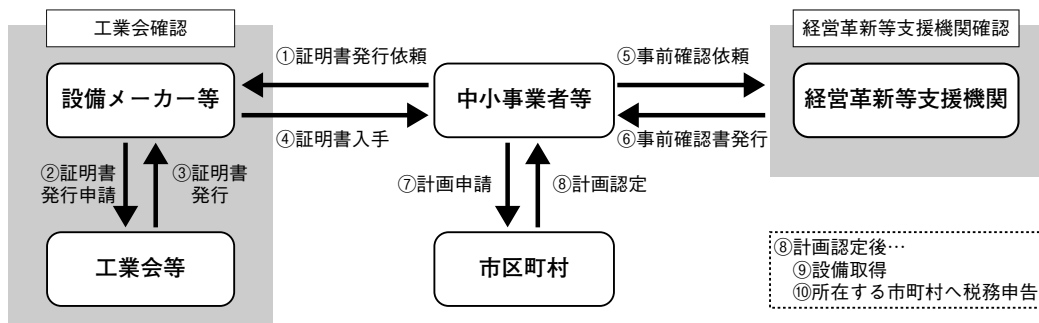 工業会確認
経営革新等支援機関確認
①証明書発行依頼
⑤事前確認依頼
設備メーカー等
中小事業者等
経営革新等支援機関
④証明書入手
⑥事前確認書発行
②証明書
発行申請
③証明書
発行
⑦計画申請
⑧計画認定
工業会等
市区町村
⑧計画認定後…
⑨設備取得
⑩所在する市町村へ税務申告